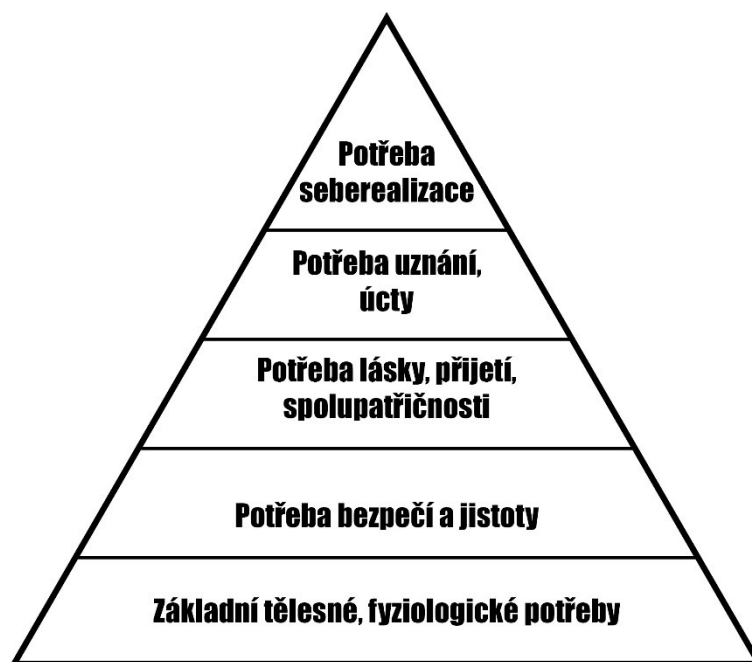 Potřeba
seberealizace
Potřeba uznání,
úcty
Potřeba lásky, přijetí,
spolupatřičnosti
Potřeba bezpečí a jistoty
Základní tělesné, fyziologické potřeby